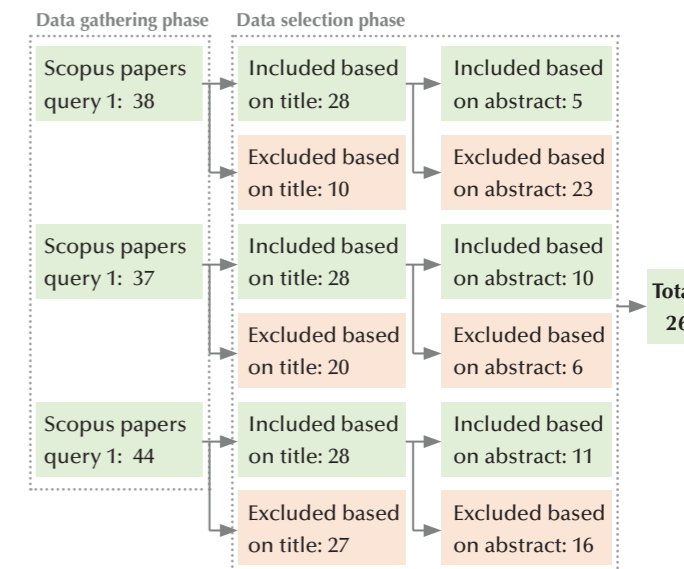 Data gathering phase
Data selection phase
Scopus papers
query 1: 38
Included based
on title: 28
Included based
on abstract: 5
Excluded based
on title: 10
Excluded based
on abstract: 23
Scopus papers
query 1: 37
Included based
on title: 28
Included based
on abstract: 10
Excluded based
on title: 20
Excluded based
on abstract: 6
Scopus papers
query 1: 44
Included based
on title: 28
Included based
on abstract: 11
Excluded based
on title: 27
Excluded based
on abstract: 16